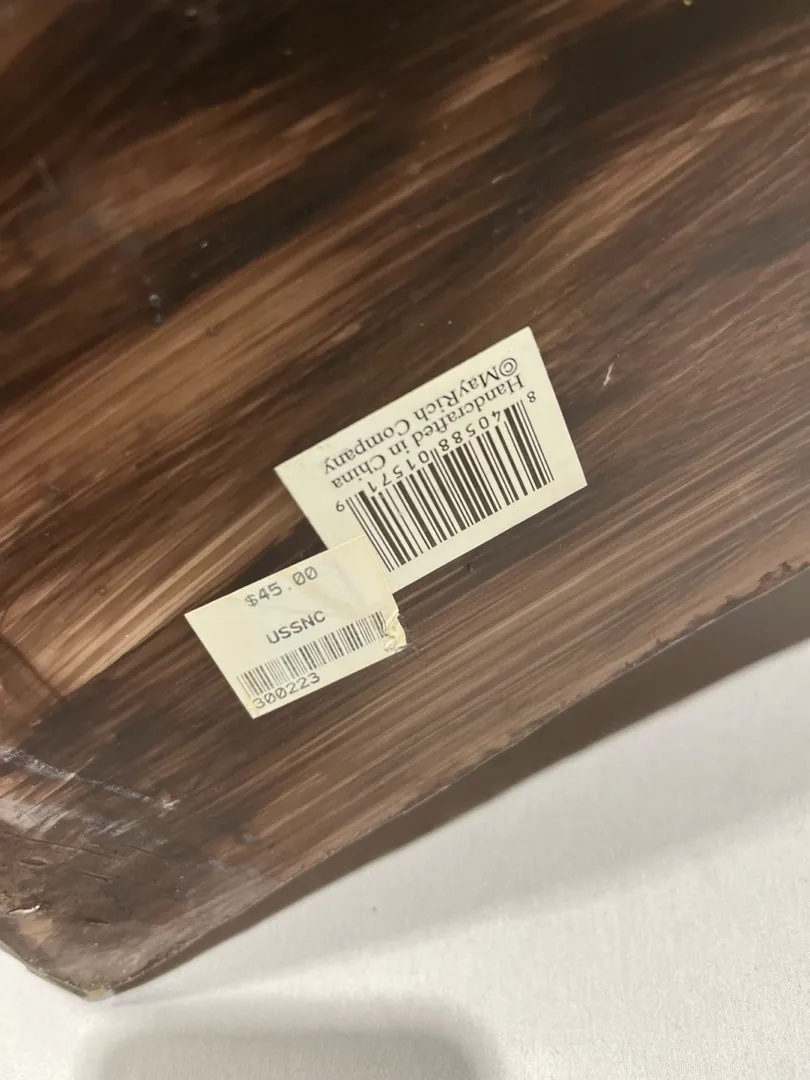 8 40588 01571 9
Handcrafted in China
©MayRich Company
$45.00
USSNC
300223